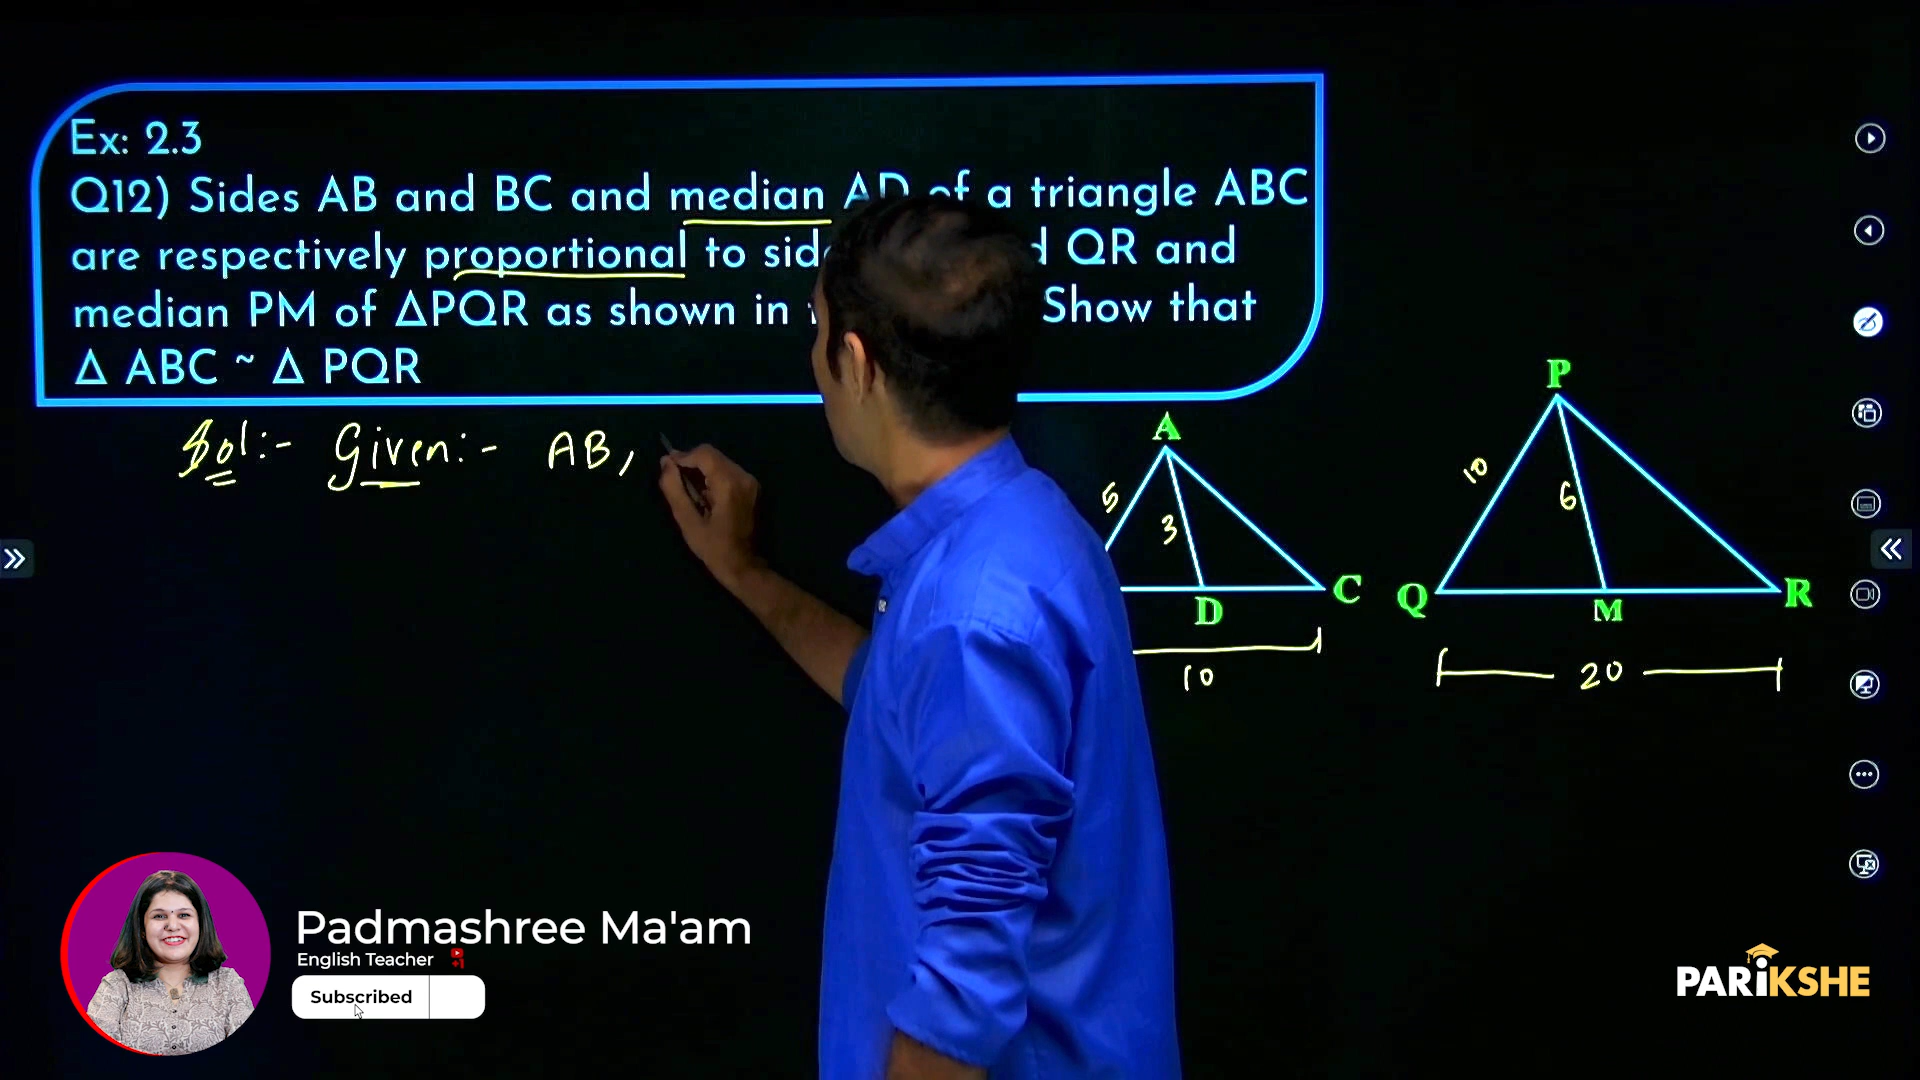 Ex: 2.3
Q12) Sides AB and BC and median AD of a triangle ABC
are respectively proportional to QR and
median PM of ΔPQR as shown in Show that
Δ ABC ~ Δ PQR
Sol:- Given:- AB,
A
5
3
D
C
10
P
10
6
Q
M
R
20
Padmashree Ma'am
English Teacher
+1
Subscribed
PARiKSHE